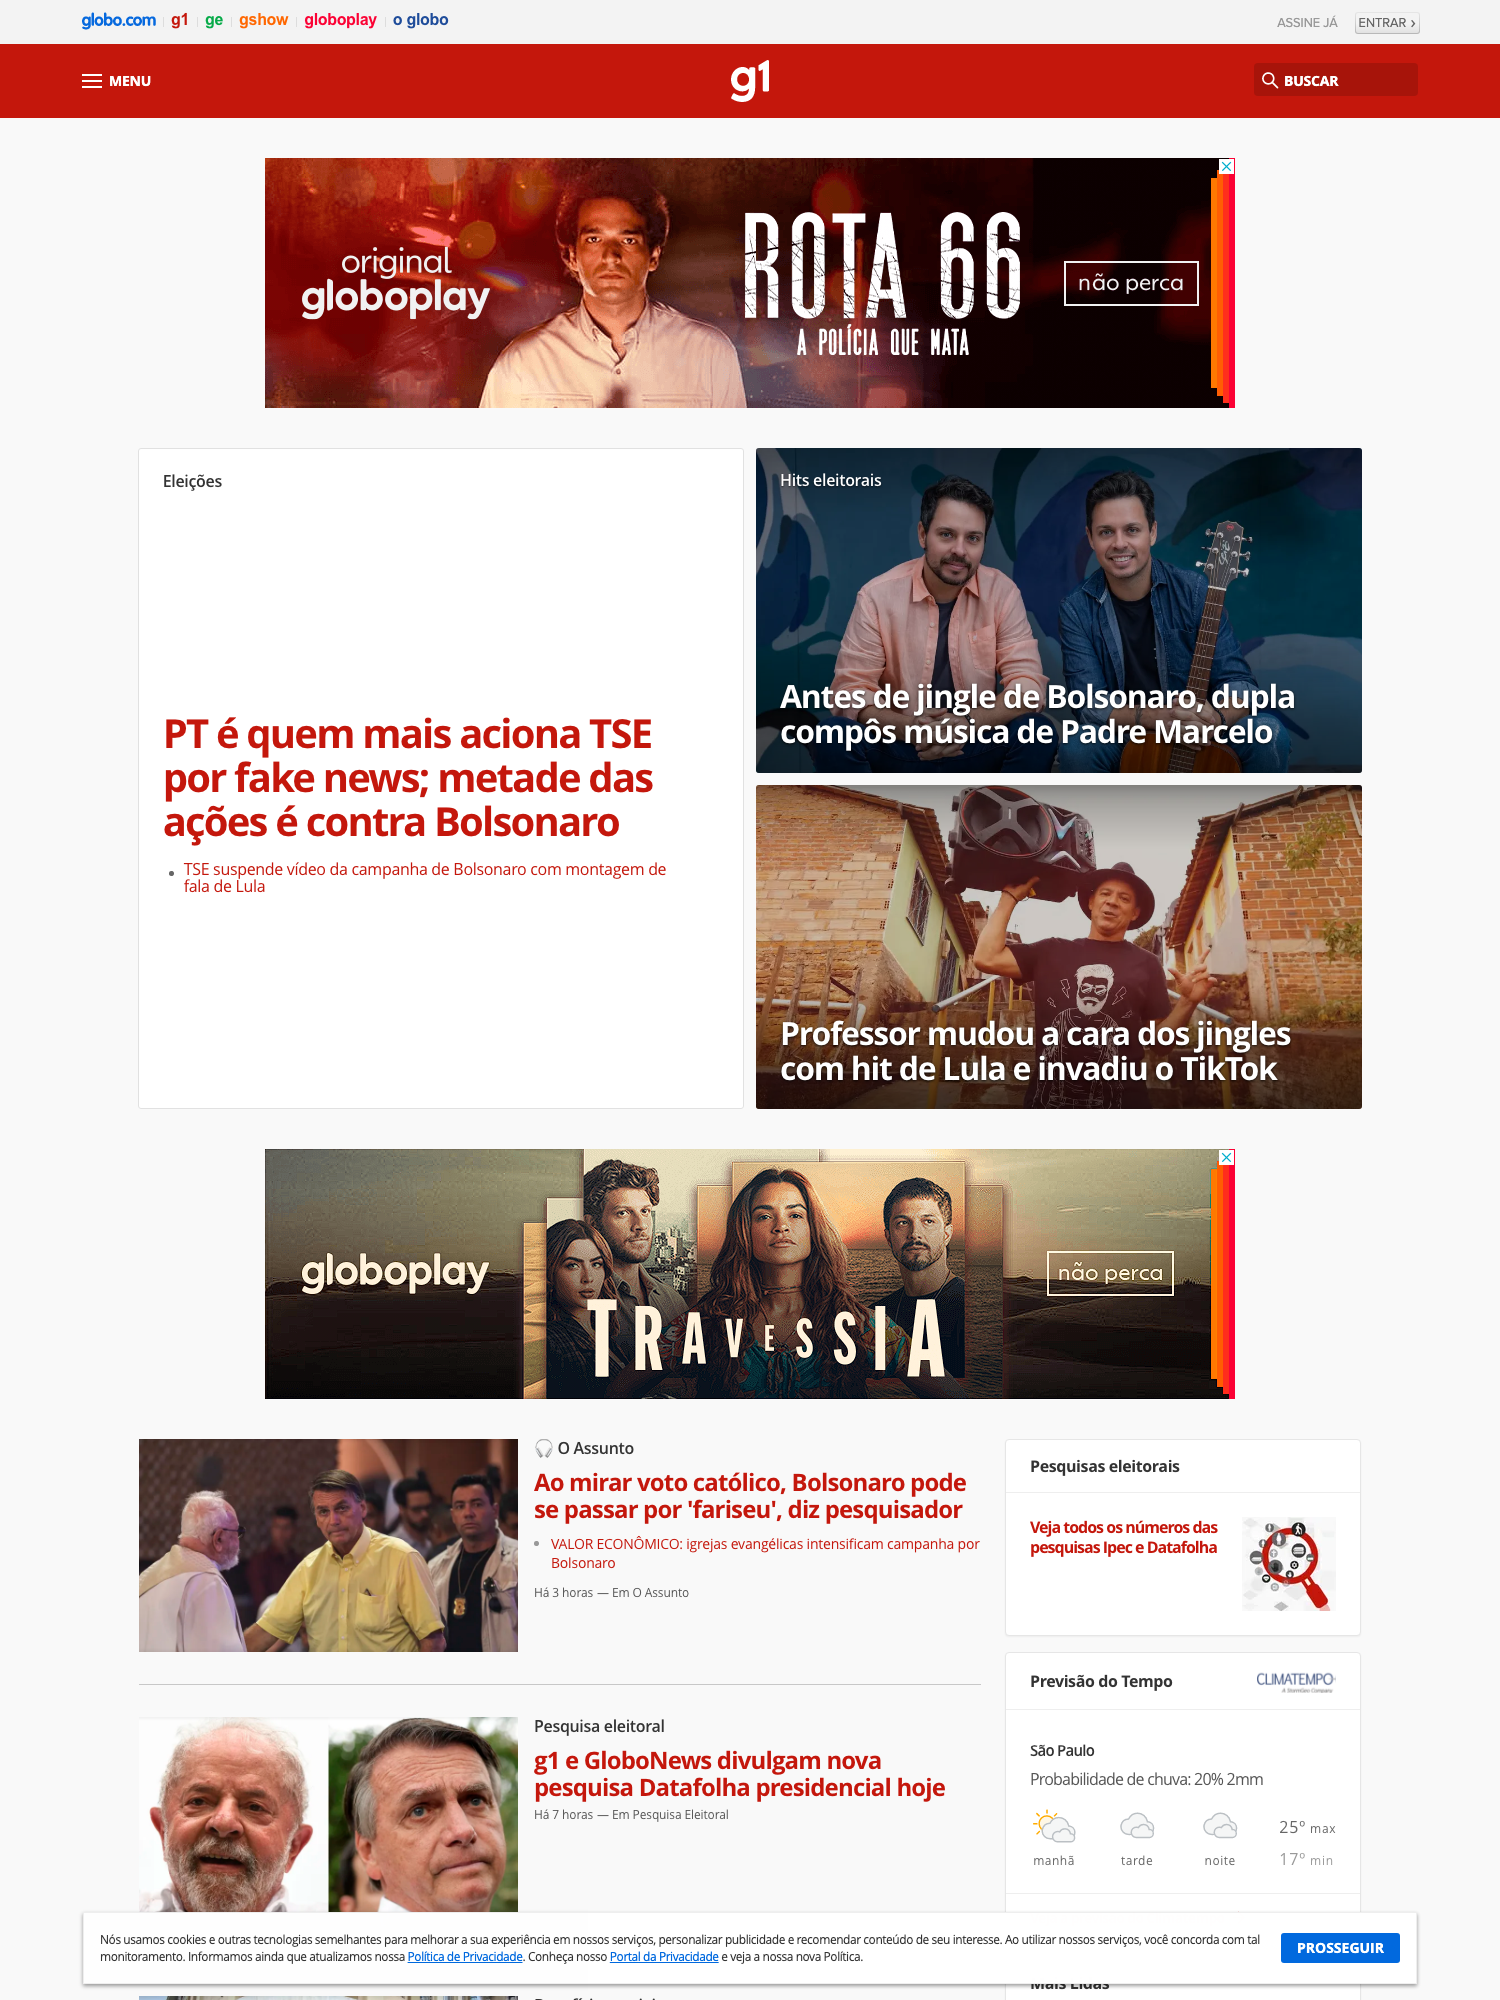 globo.com g1 ge gshow globoplay o globo ASSINE JÁ ENTRAR ›
MENU g1 BUSCAR
original
globoplay
ROTA 66
A POLÍCIA QUE MATA
não perca
Eleições
PT é quem mais aciona TSE
por fake news; metade das
ações é contra Bolsonaro
TSE suspende vídeo da campanha de Bolsonaro com montagem de
fala de Lula
Hits eleitorais
Antes de jingle de Bolsonaro, dupla
compôs música de Padre Marcelo
Professor mudou a cara dos jingles
com hit de Lula e invadiu o TikTok
globoplay
TRAVESSIA
não perca
O Assunto
Ao mirar voto católico, Bolsonaro pode
se passar por 'fariseu', diz pesquisador
VALOR ECONÔMICO: igrejas evangélicas intensificam campanha por
Bolsonaro
Há 3 horas — Em O Assunto
Pesquisa eleitoral
g1 e GloboNews divulgam nova
pesquisa Datafolha presidencial hoje
Há 7 horas — Em Pesquisa Eleitoral
Pesquisas eleitorais
Veja todos os números das
pesquisas Ipec e Datafolha
Previsão do Tempo
CLIMATEMPO
São Paulo
Probabilidade de chuva: 20% 2mm
25º max
manhã tarde noite 17º min
Nós usamos cookies e outras tecnologias semelhantes para melhorar a sua experiência em nossos serviços, personalizar publicidade e recomendar conteúdo de seu interesse. Ao utilizar nossos serviços, você concorda com tal
monitoramento. Informamos ainda que atualizamos nossa Política de Privacidade. Conheça nosso Portal da Privacidade e veja a nossa nova Política.
PROSSEGUIR
Mais Lidas